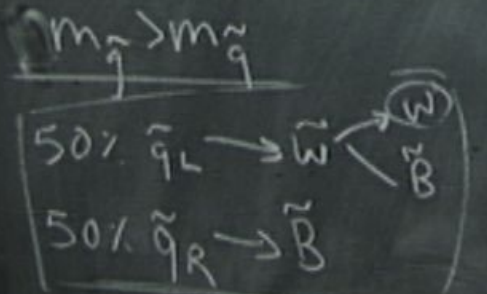 m_g̃ > m_q̃
W
50% q̃_L → W̃
B̃
50% q̃_R → B̃